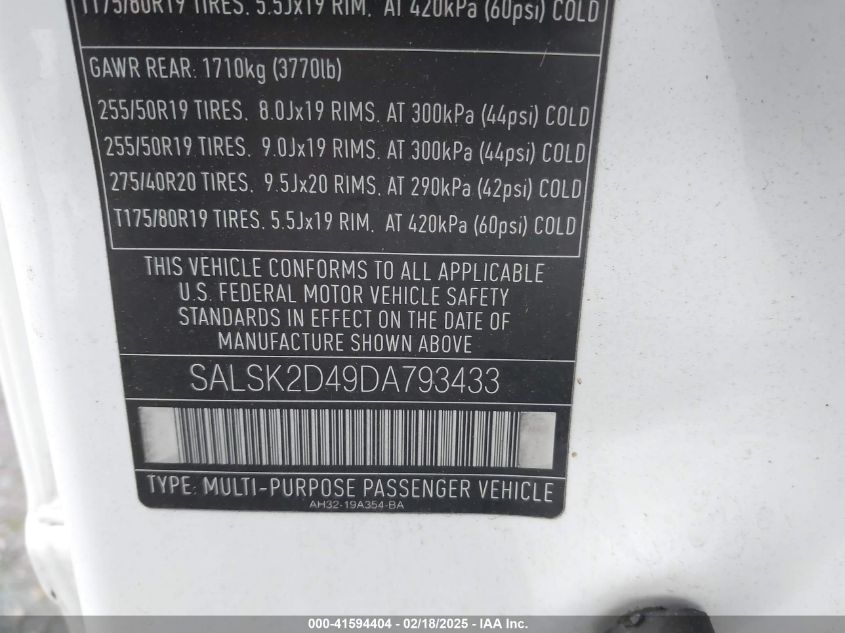 T175/80R19 TIRES. 5.5Jx19 RIM. AT 420kPa (60psi) COLD
GAWR REAR: 1710kg (3770lb)
255/50R19 TIRES. 8.0Jx19 RIMS. AT 300kPa (44psi) COLD
255/50R19 TIRES. 9.0Jx19 RIMS. AT 300kPa (44psi) COLD
275/40R20 TIRES. 9.5Jx20 RIMS. AT 290kPa (42psi) COLD
T175/80R19 TIRES. 5.5Jx19 RIM. AT 420kPa (60psi) COLD
THIS VEHICLE CONFORMS TO ALL APPLICABLE
U.S. FEDERAL MOTOR VEHICLE SAFETY
STANDARDS IN EFFECT ON THE DATE OF
MANUFACTURE SHOWN ABOVE
SALSK2D49DA793433
TYPE: MULTI-PURPOSE PASSENGER VEHICLE
AH32-19A354-BA
000-41594404 - 02/18/2025 - IAA Inc.